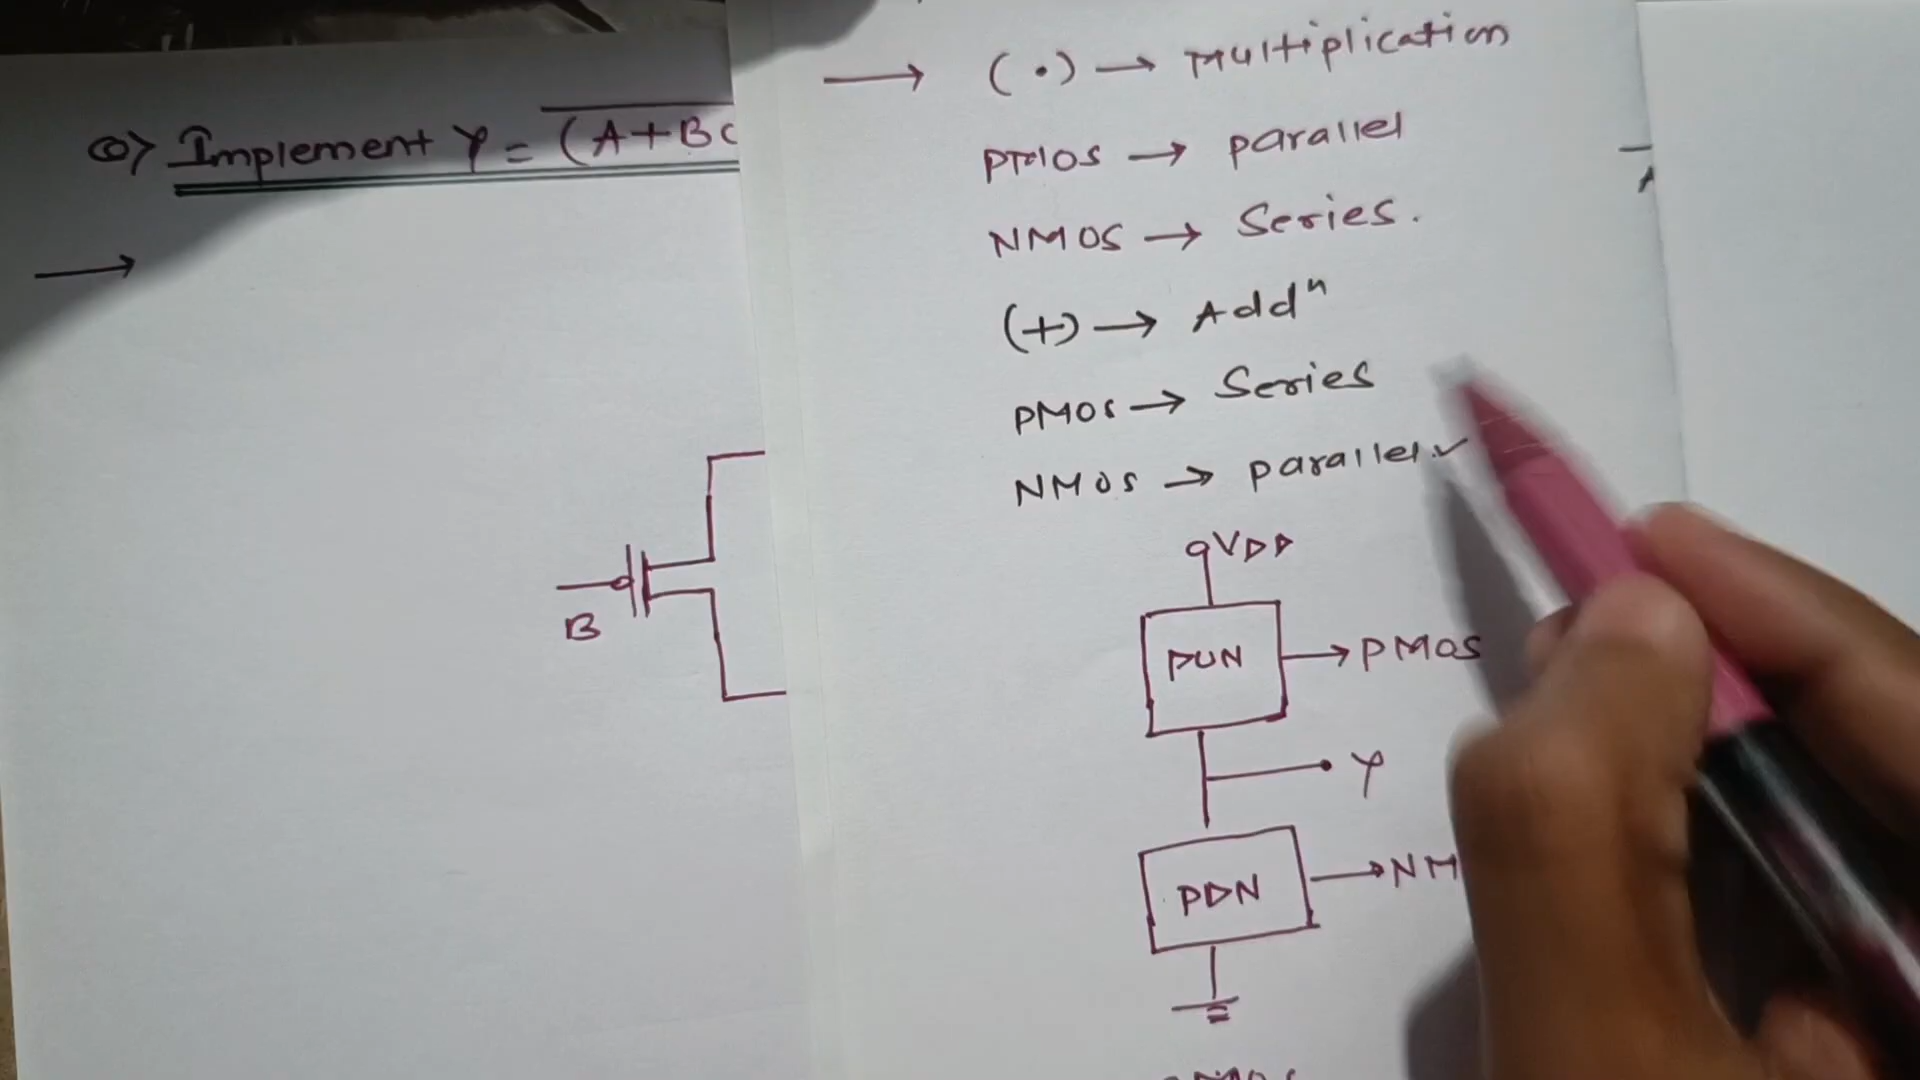 Implement Y = (A+BC
B
(•) → Multiplication
PMOS → parallel
NMOS → Series.
(+) → Addⁿ
PMOS → Series
NMOS → parallel ✓
VDD
PUN → PMOS
Y
PDN → NM